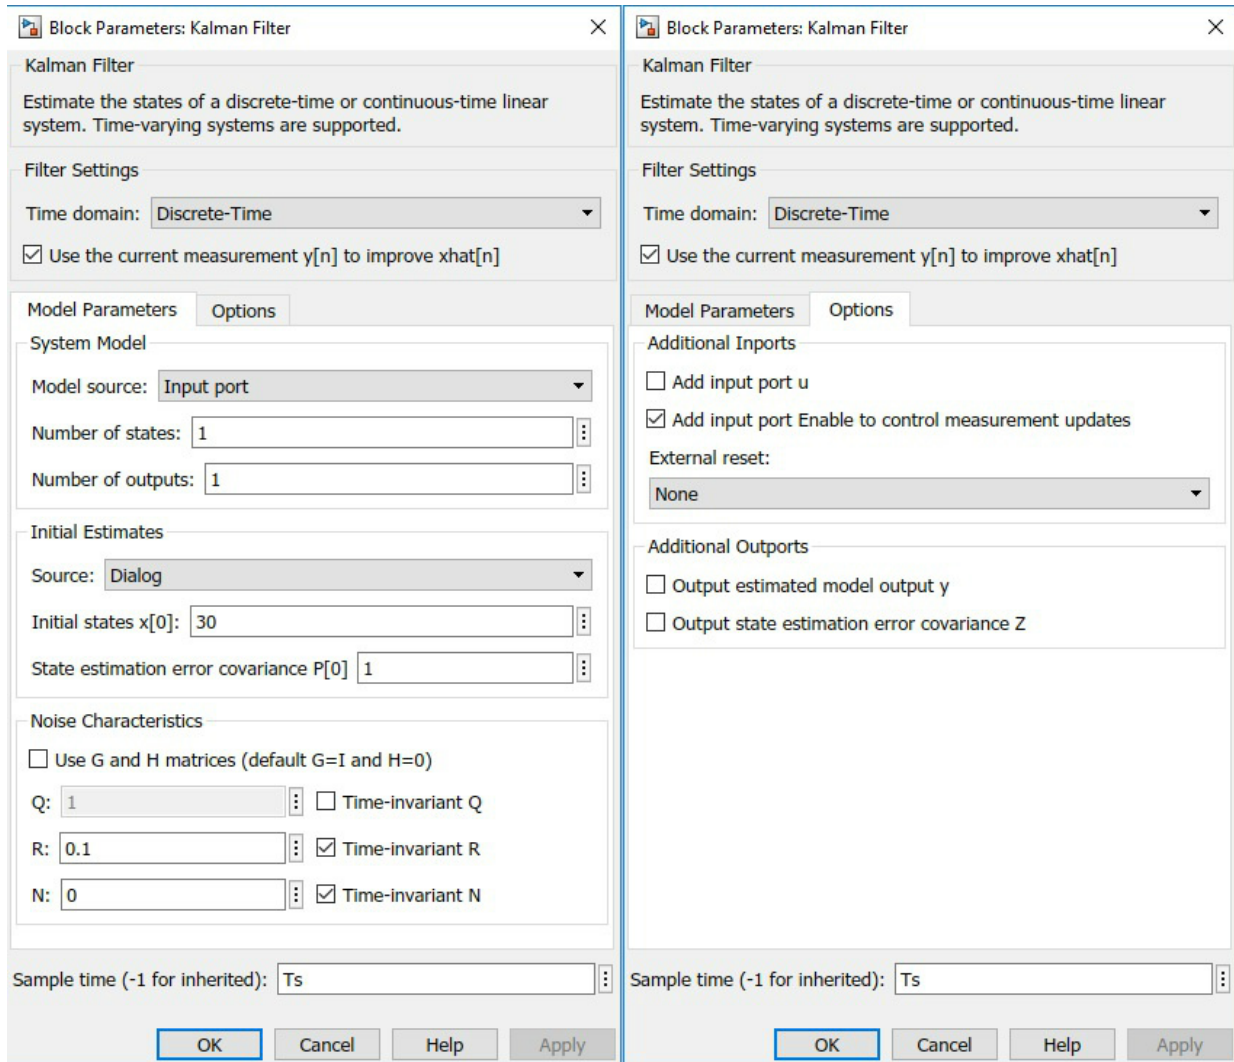 Block Parameters: Kalman Filter
Kalman Filter
Estimate the states of a discrete-time or continuous-time linear
system. Time-varying systems are supported.
Filter Settings
Time domain: Discrete-Time
Use the current measurement y[n] to improve xhat[n]
Model Parameters Options
System Model
Model source: Input port
Number of states: 1
Number of outputs: 1
Initial Estimates
Source: Dialog
Initial states x[0]: 30
State estimation error covariance P[0] 1
Noise Characteristics
Use G and H matrices (default G=I and H=0)
Q: 1 Time-invariant Q
R: 0.1 Time-invariant R
N: 0 Time-invariant N
Sample time (-1 for inherited): Ts
OK Cancel Help Apply
Block Parameters: Kalman Filter
Kalman Filter
Estimate the states of a discrete-time or continuous-time linear
system. Time-varying systems are supported.
Filter Settings
Time domain: Discrete-Time
Use the current measurement y[n] to improve xhat[n]
Model Parameters Options
Additional Inports
Add input port u
Add input port Enable to control measurement updates
External reset:
None
Additional Outports
Output estimated model output y
Output state estimation error covariance Z
Sample time (-1 for inherited): Ts
OK Cancel Help Apply